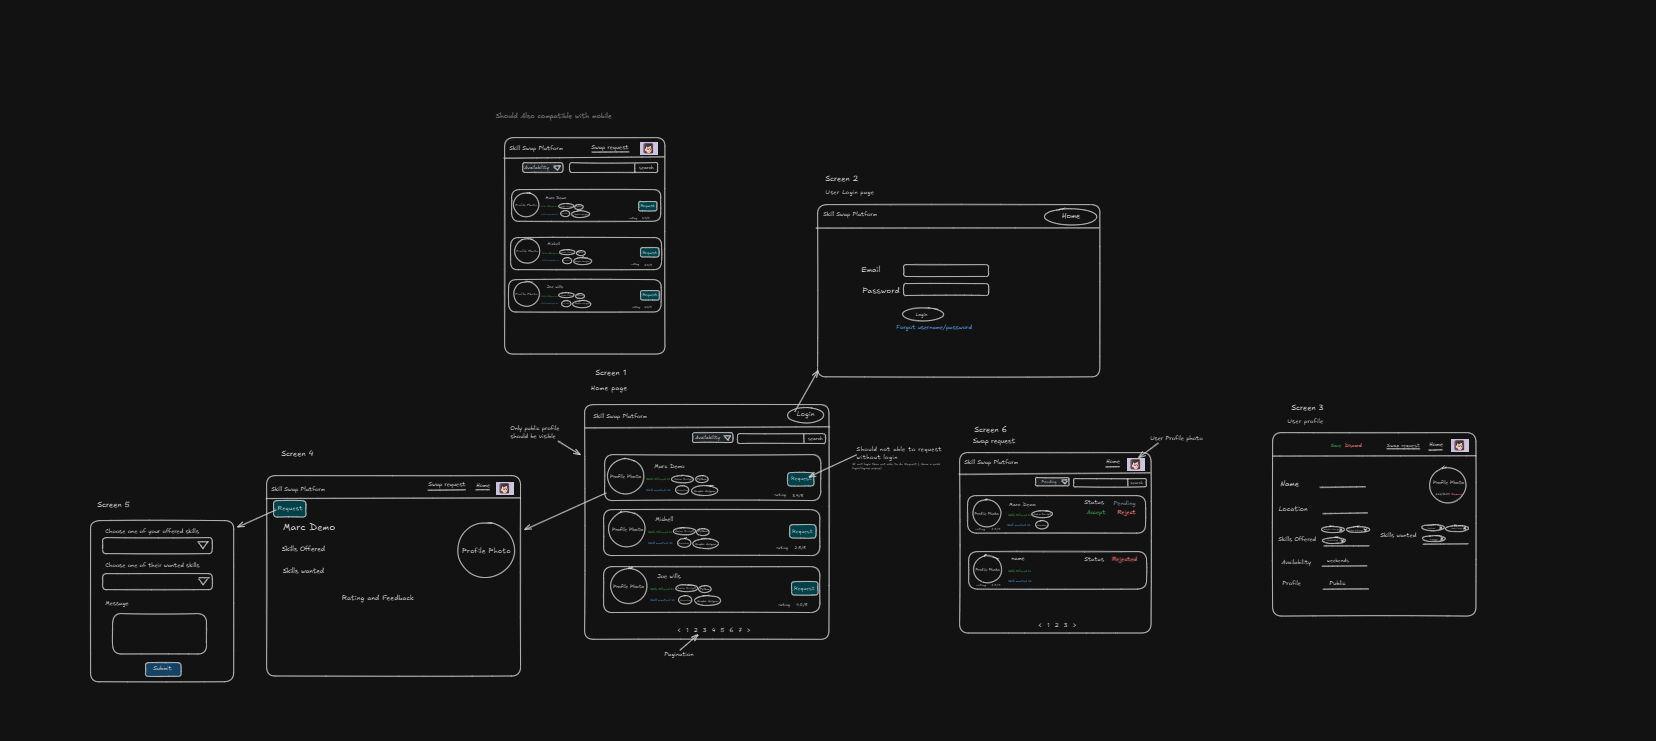 Should Also compatible with mobile
Skill Swap Platform
Swap request
Availability
search
Profile Photo
Marc Demo
Request
rating
Profile Photo
Michell
Request
rating
Profile Photo
Joe wills
Request
rating
Screen 2
User Login page
Skill Swap Platform
Home
Email
Password
Login
Forgot username/password
Screen 1
Home page
Skill Swap Platform
Login
Availability
search
Only public profile
should be visible
Should not able to request
without login
Profile Photo
Marc Demo
Request
rating 3.9/5
Profile Photo
Michell
Request
rating 2.5/5
Profile Photo
Joe wills
Request
rating 4.0/5
< 1 2 3 4 5 6 7 >
Pagination
Screen 4
Skill Swap Platform
Swap request
Home
Request
Marc Demo
Skills Offered
Skills wanted
Profile Photo
Rating and Feedback
Screen 5
Choose one of your offered skills
Choose one of their wanted skills
Message
Submit
Screen 6
Swap request
User Profile photo
Skill Swap Platform
Home
Pending
search
Profile Photo
Marc Demo
Status Pending
Accept Reject
Profile Photo
name
Status Rejected
< 1 2 3 >
Screen 3
User profile
Save Discard
Swap request
Home
Name
Profile Photo
Location
Skills Offered
Skills wanted
Availability
weekends
Profile
Public